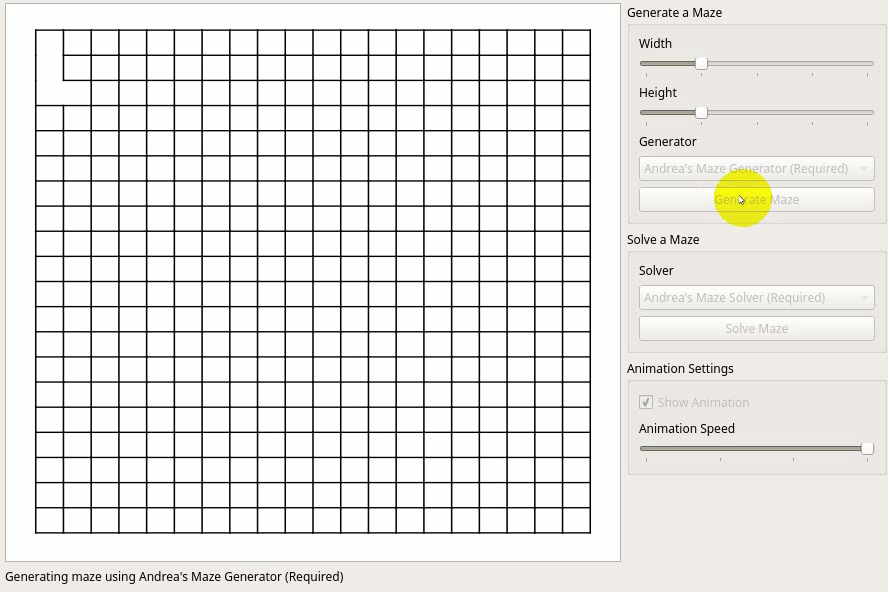 Generate a Maze
Width
Height
Generator
Andrea's Maze Generator (Required)
Generate Maze
Solve a Maze
Solver
Andrea's Maze Solver (Required)
Solve Maze
Animation Settings
Show Animation
Animation Speed
Generating maze using Andrea's Maze Generator (Required)